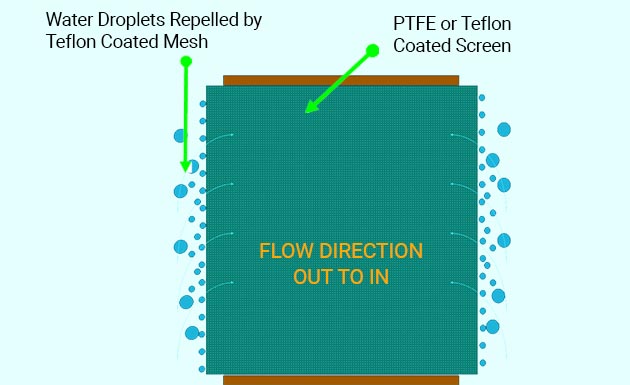 Water Droplets Repelled by
Teflon Coated Mesh
PTFE or Teflon
Coated Screen
FLOW DIRECTION
OUT TO IN